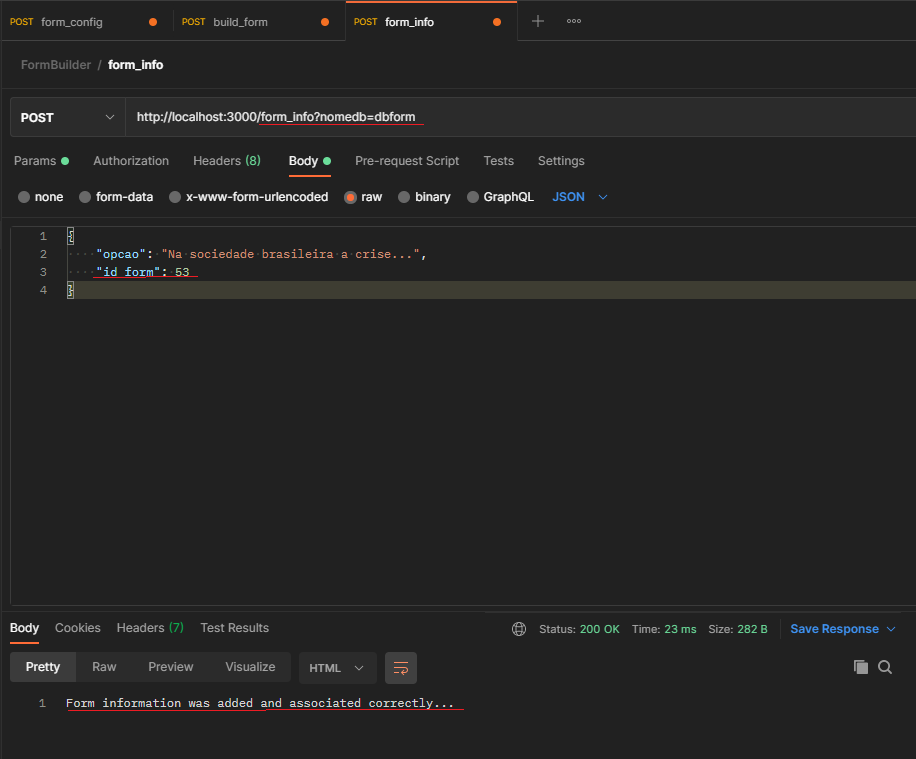 POST form_config POST build_form POST form_info
FormBuilder / form_info
POST http://localhost:3000/form_info?nomedb=dbform
Params Authorization Headers (8) Body Pre-request Script Tests Settings
none form-data x-www-form-urlencoded raw binary GraphQL JSON
1 {
2 "opcao": "Na sociedade brasileira a crise...",
3 "id_form": 53
4 }
Body Cookies Headers (7) Test Results Status: 200 OK Time: 23 ms Size: 282 B Save Response
Pretty Raw Preview Visualize HTML
1 Form information was added and associated correctly...